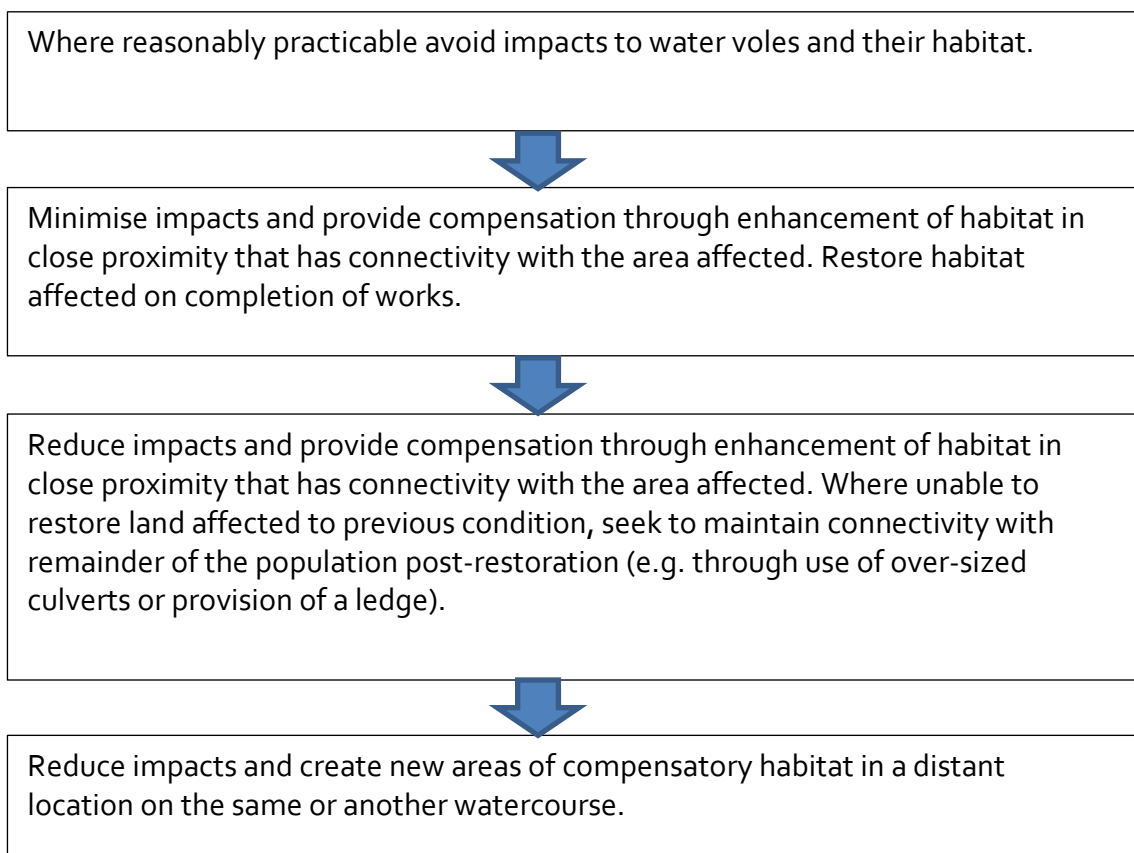 Where reasonably practicable avoid impacts to water voles and their habitat.
Minimise impacts and provide compensation through enhancement of habitat in
close proximity that has connectivity with the area affected. Restore habitat
affected on completion of works.
Reduce impacts and provide compensation through enhancement of habitat in
close proximity that has connectivity with the area affected. Where unable to
restore land affected to previous condition, seek to maintain connectivity with
remainder of the population post-restoration (e.g. through use of over-sized
culverts or provision of a ledge).
Reduce impacts and create new areas of compensatory habitat in a distant
location on the same or another watercourse.